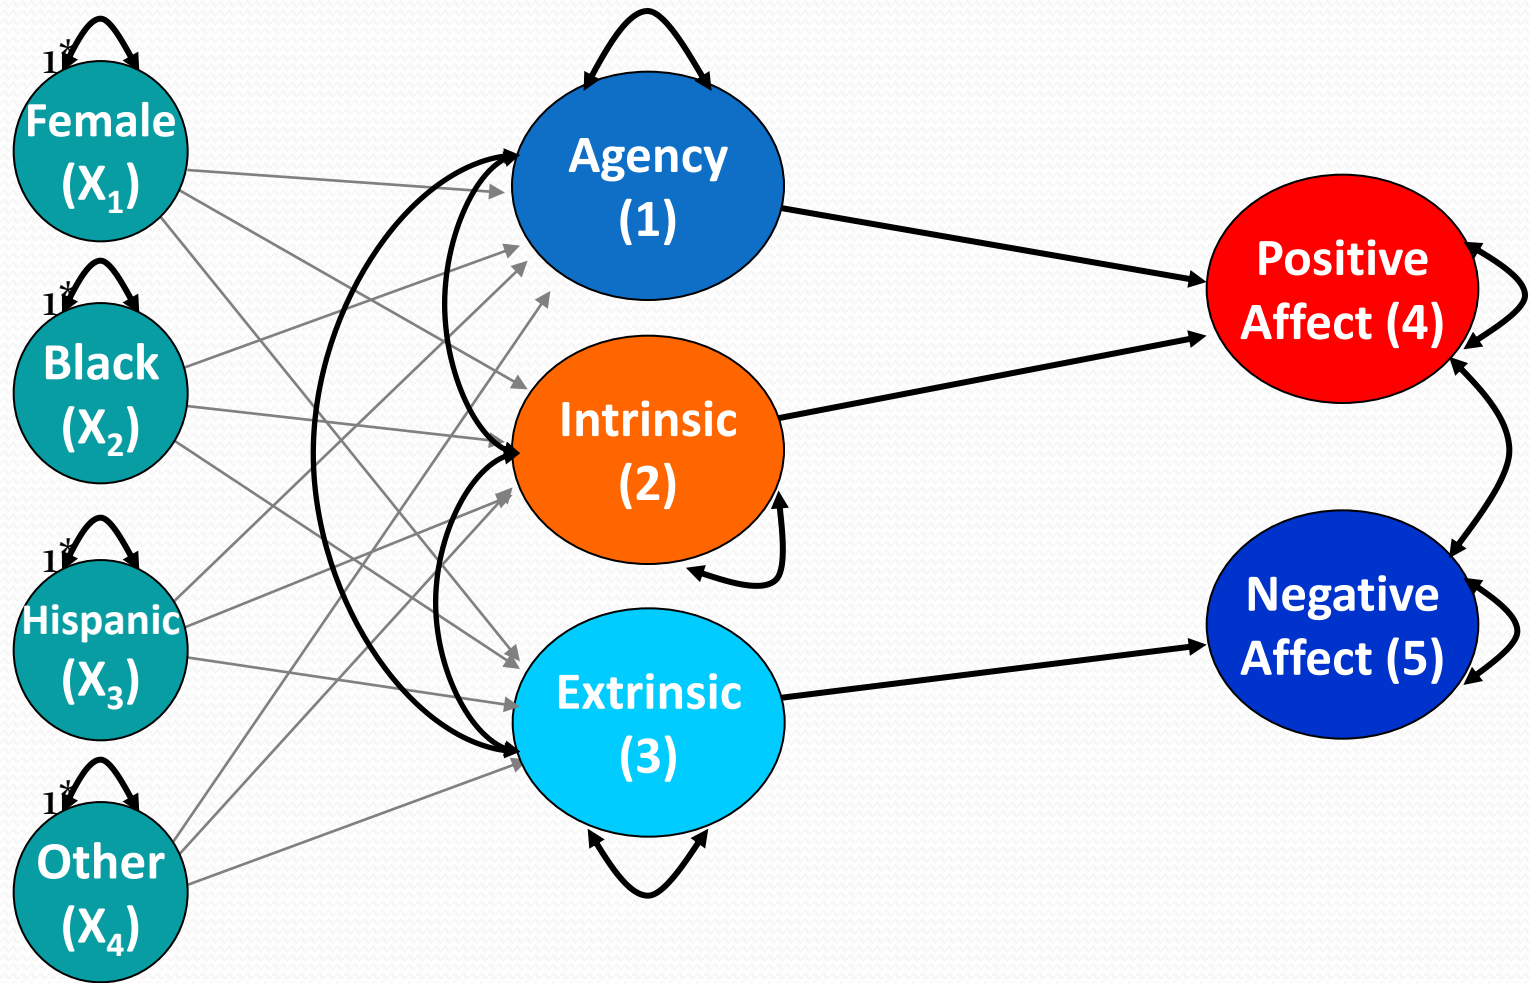 1*
Female
(X1)
1*
Black
(X2)
1*
Hispanic
(X3)
1*
Other
(X4)
Agency
(1)
Intrinsic
(2)
Extrinsic
(3)
Positive
Affect (4)
Negative
Affect (5)